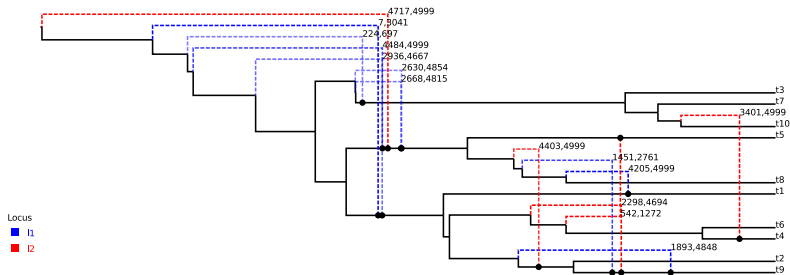 4717,4999
7,3041
224,697
4484,4999
2936,4667
2630,4854
2668,4815
t3
t7
3401,4999
t10
t5
4403,4999
1451,2761
4205,4999
t8
t1
2298,4694
542,1272
t6
t4
1893,4848
t2
t9
Locus
l1
l2